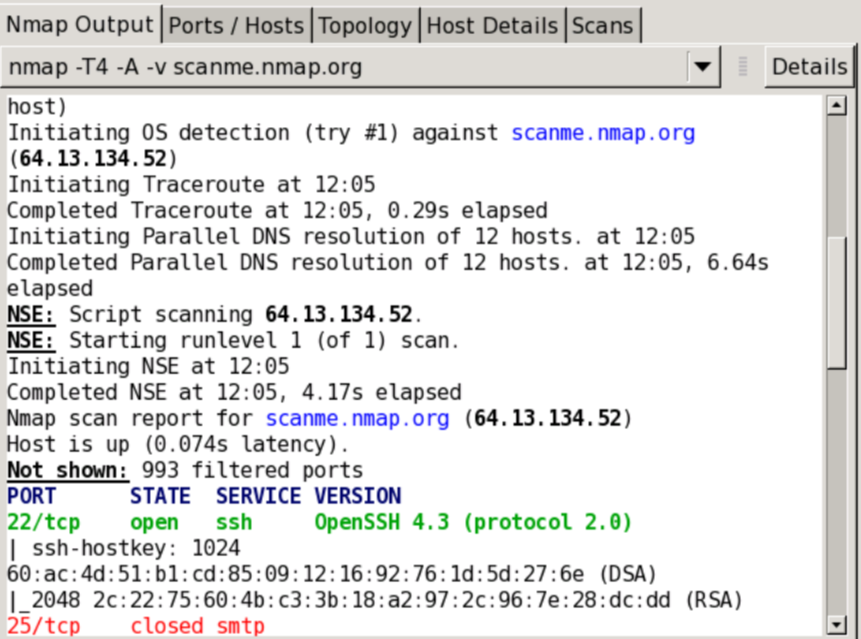 Nmap Output Ports / Hosts Topology Host Details Scans
nmap -T4 -A -v scanme.nmap.org Details
host)
Initiating OS detection (try #1) against scanme.nmap.org
(64.13.134.52)
Initiating Traceroute at 12:05
Completed Traceroute at 12:05, 0.29s elapsed
Initiating Parallel DNS resolution of 12 hosts. at 12:05
Completed Parallel DNS resolution of 12 hosts. at 12:05, 6.64s
elapsed
NSE: Script scanning 64.13.134.52.
NSE: Starting runlevel 1 (of 1) scan.
Initiating NSE at 12:05
Completed NSE at 12:05, 4.17s elapsed
Nmap scan report for scanme.nmap.org (64.13.134.52)
Host is up (0.074s latency).
Not shown: 993 filtered ports
PORT STATE SERVICE VERSION
22/tcp open ssh OpenSSH 4.3 (protocol 2.0)
| ssh-hostkey: 1024
60:ac:4d:51:b1:cd:85:09:12:16:92:76:1d:5d:27:6e (DSA)
|_2048 2c:22:75:60:4b:c3:3b:18:a2:97:2c:96:7e:28:dc:dd (RSA)
25/tcp closed smtp